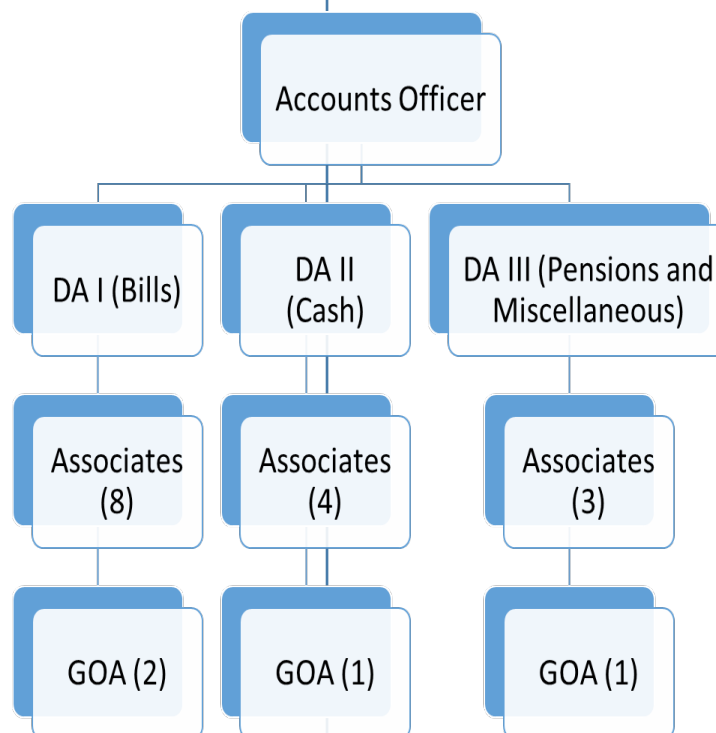 Accounts Officer
DA I (Bills)
DA II
(Cash)
DA III (Pensions and
Miscellaneous)
Associates
(8)
Associates
(4)
Associates
(3)
GOA (2)
GOA (1)
GOA (1)